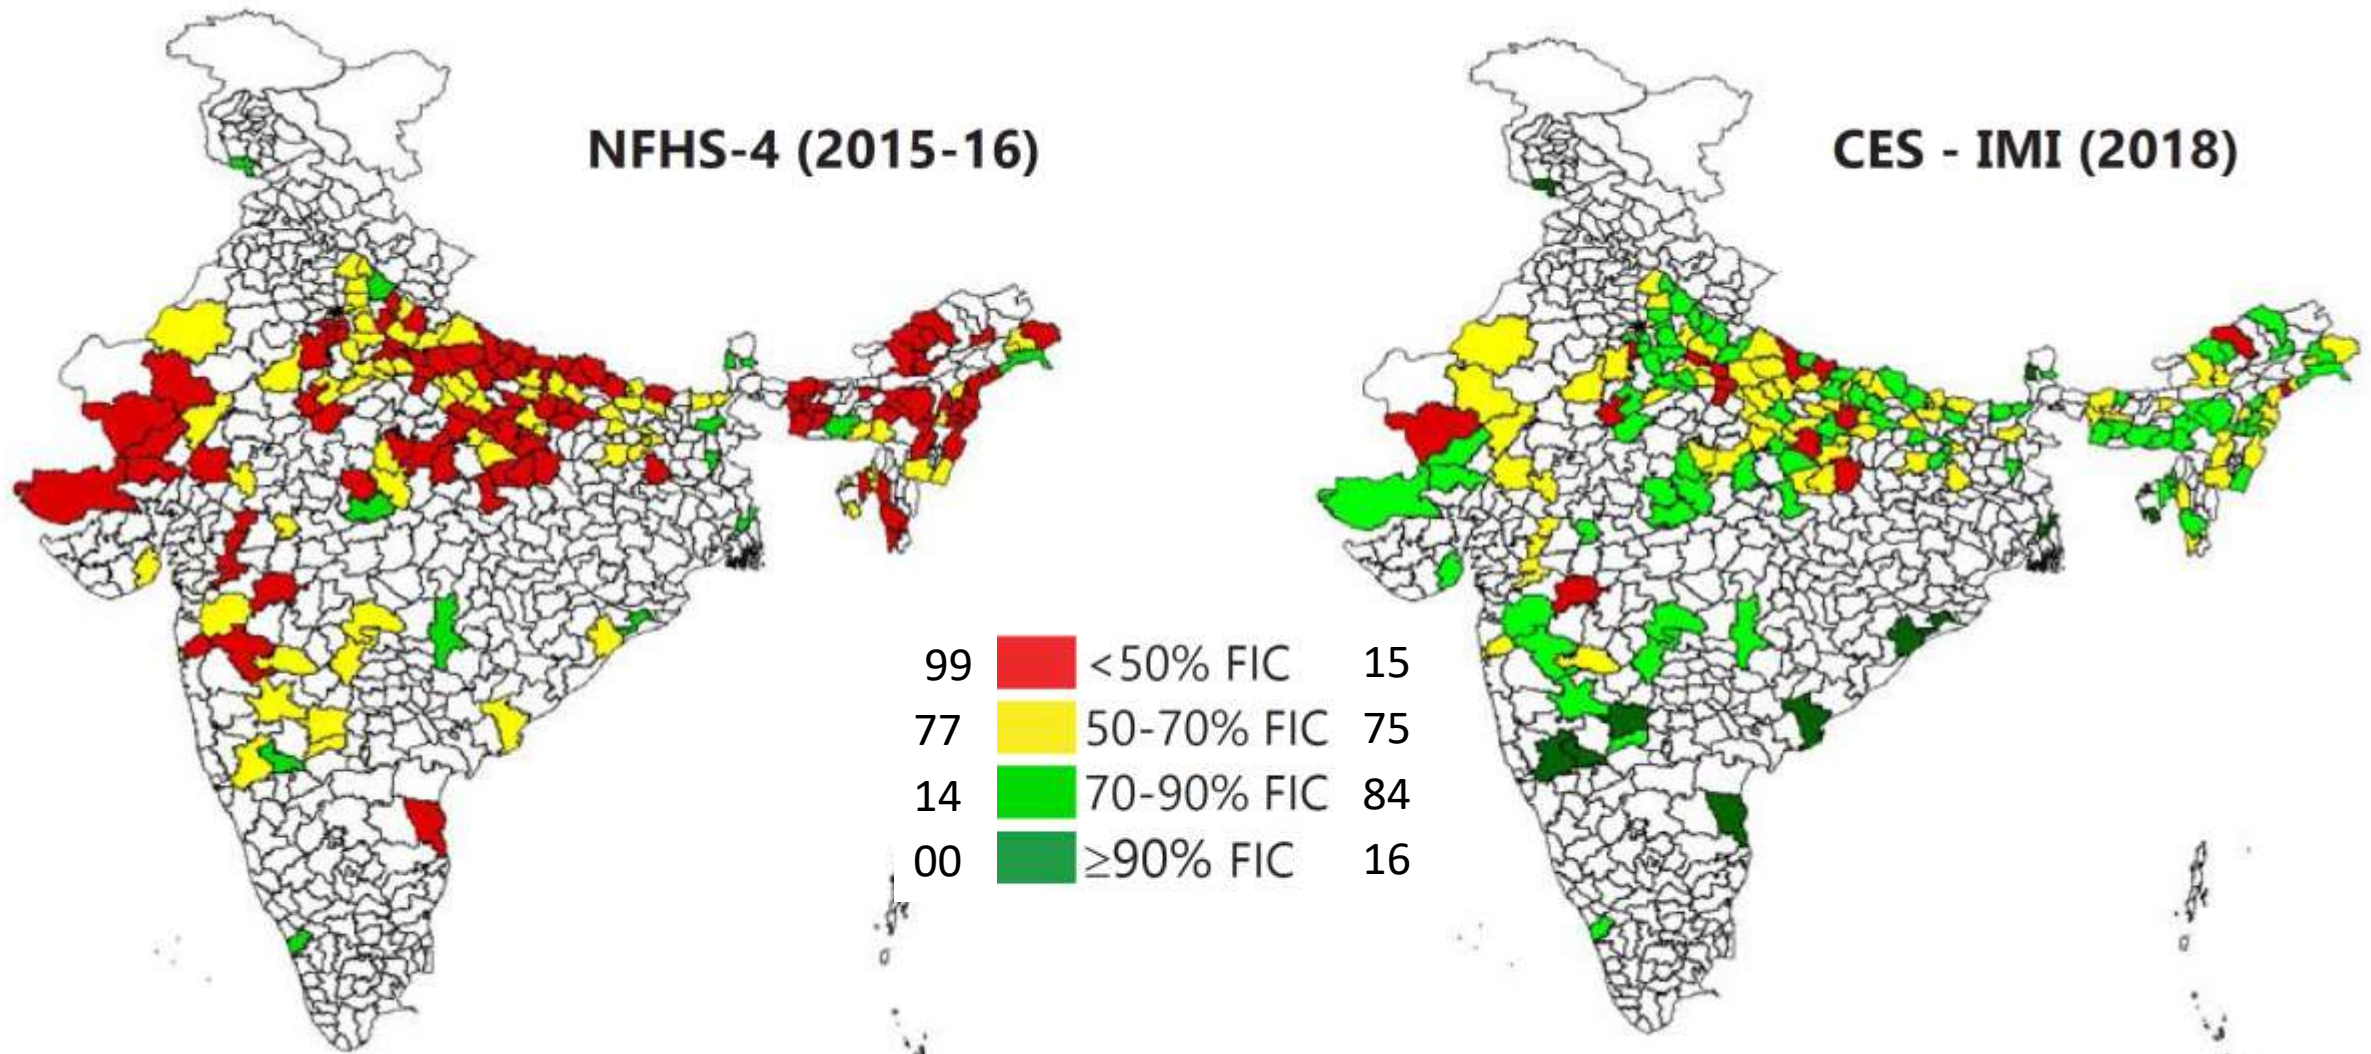 NFHS-4 (2015-16)
CES - IMI (2018)
99 <50% FIC 15
77 50-70% FIC 75
14 70-90% FIC 84
00 ≥90% FIC 16